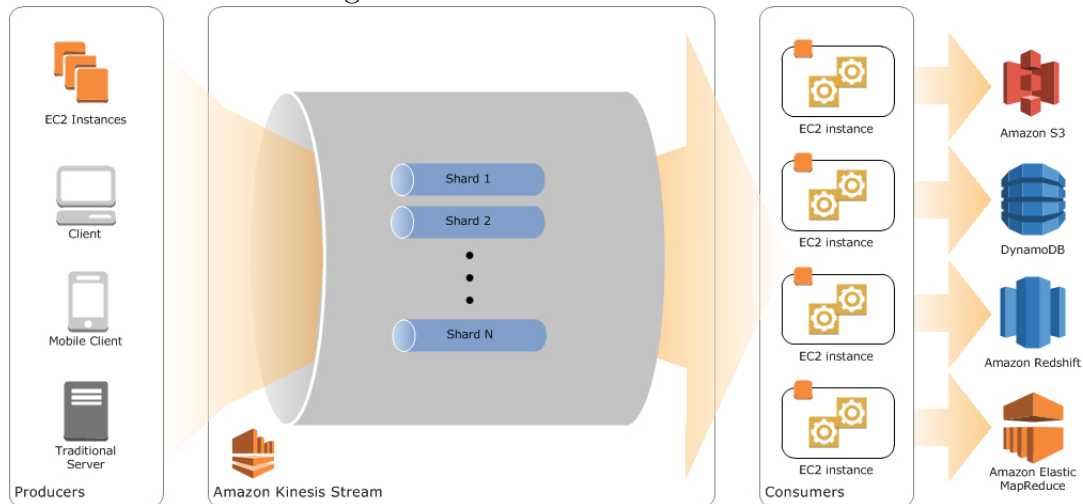 EC2 Instances
Client
Mobile Client
Traditional
Server
Producers
Shard 1
Shard 2
Shard N
Amazon Kinesis Stream
EC2 instance
EC2 instance
EC2 instance
EC2 instance
Consumers
Amazon S3
DynamoDB
Amazon Redshift
Amazon Elastic
MapReduce